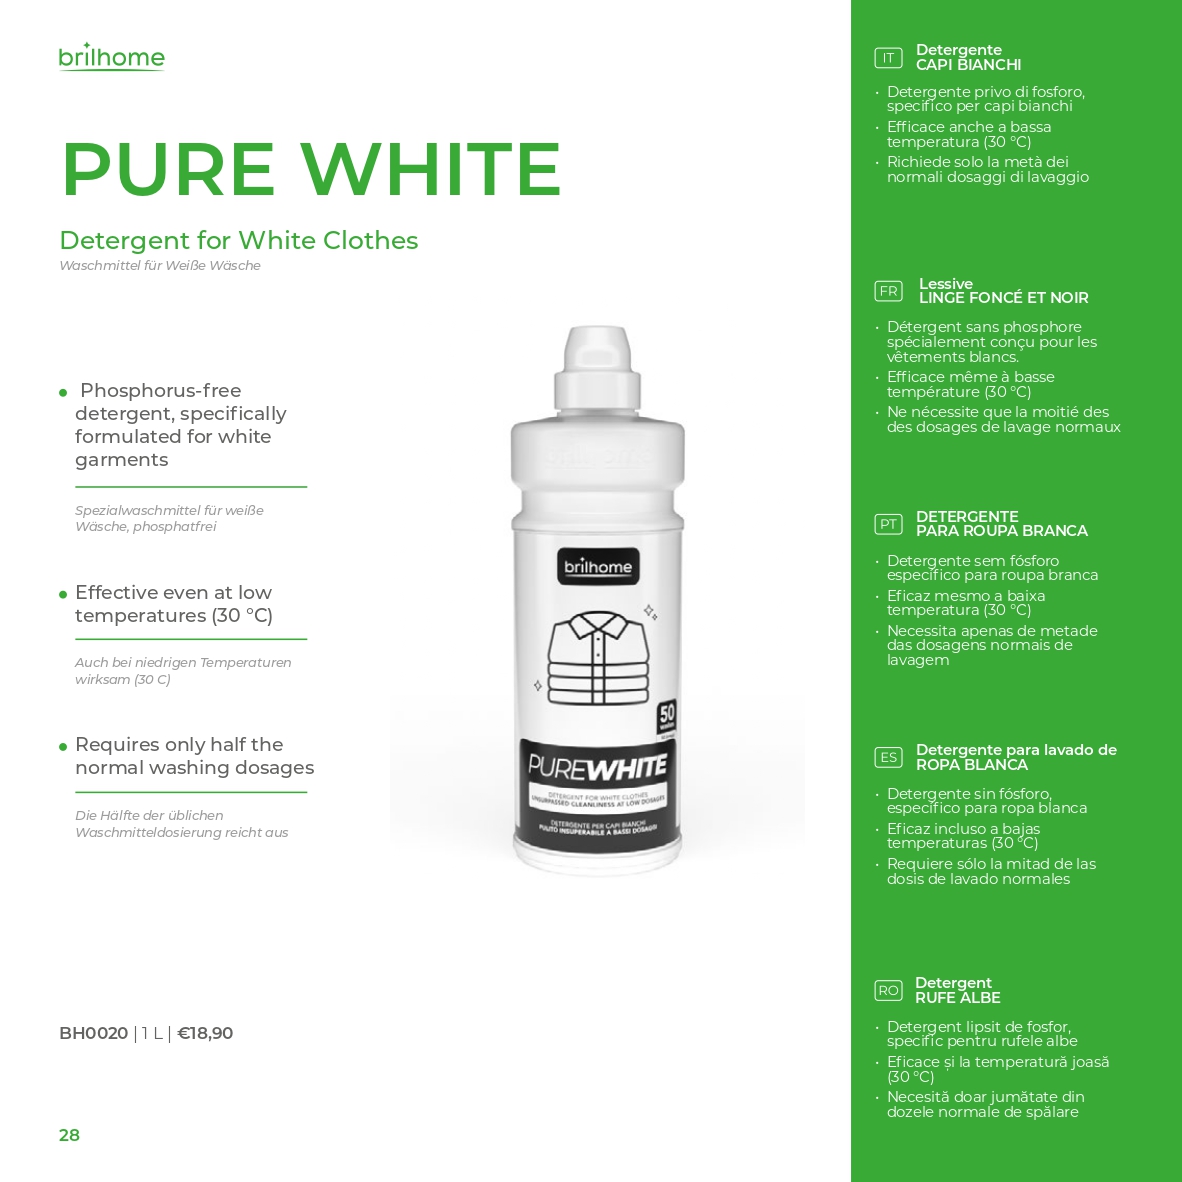 brilhome
PURE WHITE
Detergent for White Clothes
Waschmittel für Weiße Wäsche
• Phosphorus-free
detergent, specifically
formulated for white
garments
Spezialwaschmittel für weiße
Wäsche, phosphatfrei
• Effective even at low
temperatures (30 °C)
Auch bei niedrigen Temperaturen
wirksam (30 C)
• Requires only half the
normal washing dosages
Die Hälfte der üblichen
Waschmitteldosierung reicht aus
brilhome
50
PUREWHITE
DETERGENT FOR WHITE CLOTHES
UNSURPASSED CLEANLINESS AT LOW DOSAGES
DETERGENTE PER CAPI BIANCHI
PULITO INSUPERABILE A BASSI DOSAGGI
BH0020 | 1 L | €18,90
28
IT
Detergente
CAPI BIANCHI
• Detergente privo di fosforo,
specifico per capi bianchi
• Efficace anche a bassa
temperatura (30 °C)
• Richiede solo la metà dei
normali dosaggi di lavaggio
FR
Lessive
LINGE FONCÉ ET NOIR
• Détergent sans phosphore
spécialement conçu pour les
vêtements blancs.
• Efficace même à basse
température (30 °C)
• Ne nécessite que la moitié des
des dosages de lavage normaux
PT
DETERGENTE
PARA ROUPA BRANCA
• Detergente sem fósforo
específico para roupa branca
• Eficaz mesmo a baixa
temperatura (30 °C)
• Necessita apenas de metade
das dosagens normais de
lavagem
ES
Detergente para lavado de
ROPA BLANCA
• Detergente sin fósforo,
específico para ropa blanca
• Eficaz incluso a bajas
temperaturas (30 °C)
• Requiere sólo la mitad de las
dosis de lavado normales
RO
Detergent
RUFE ALBE
• Detergent lipsit de fosfor,
specific pentru rufele albe
• Eficace și la temperatură joasă
(30 °C)
• Necesită doar jumătate din
dozele normale de spălare